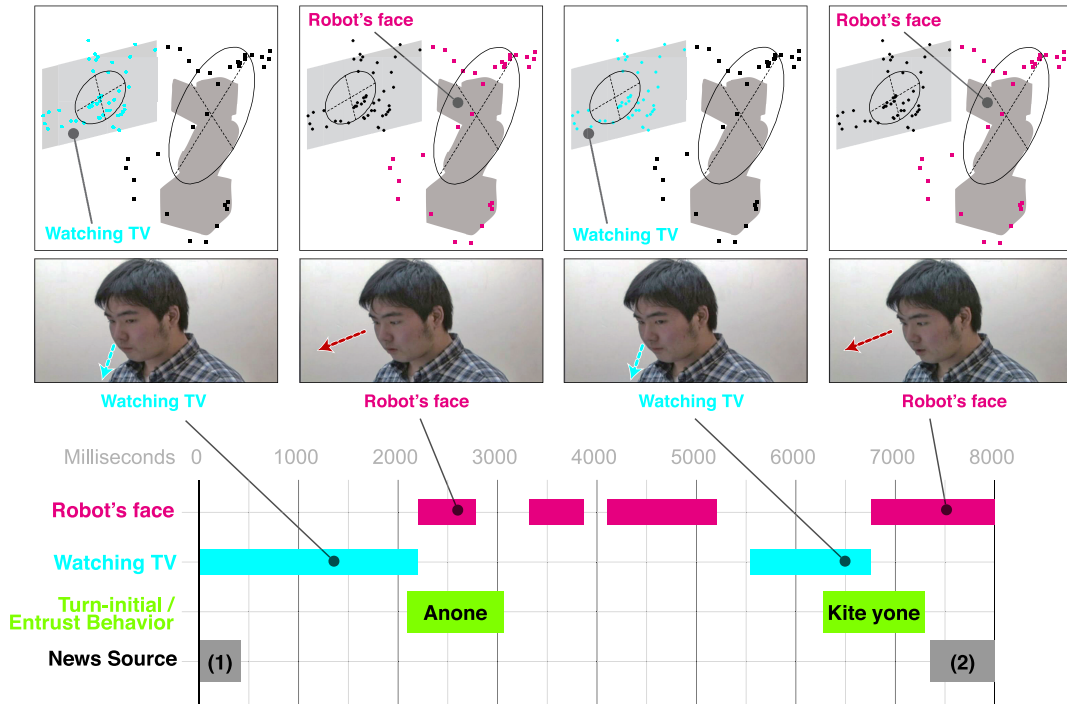 Robot's face
Robot's face
Watching TV
Watching TV
Watching TV
Robot's face
Watching TV
Robot's face
Milliseconds 0 1000 2000 3000 4000 5000 6000 7000 8000
Robot's face
Watching TV
Turn-initial /
Entrust Behavior
Anone
Kite yone
News Source
(1)
(2)